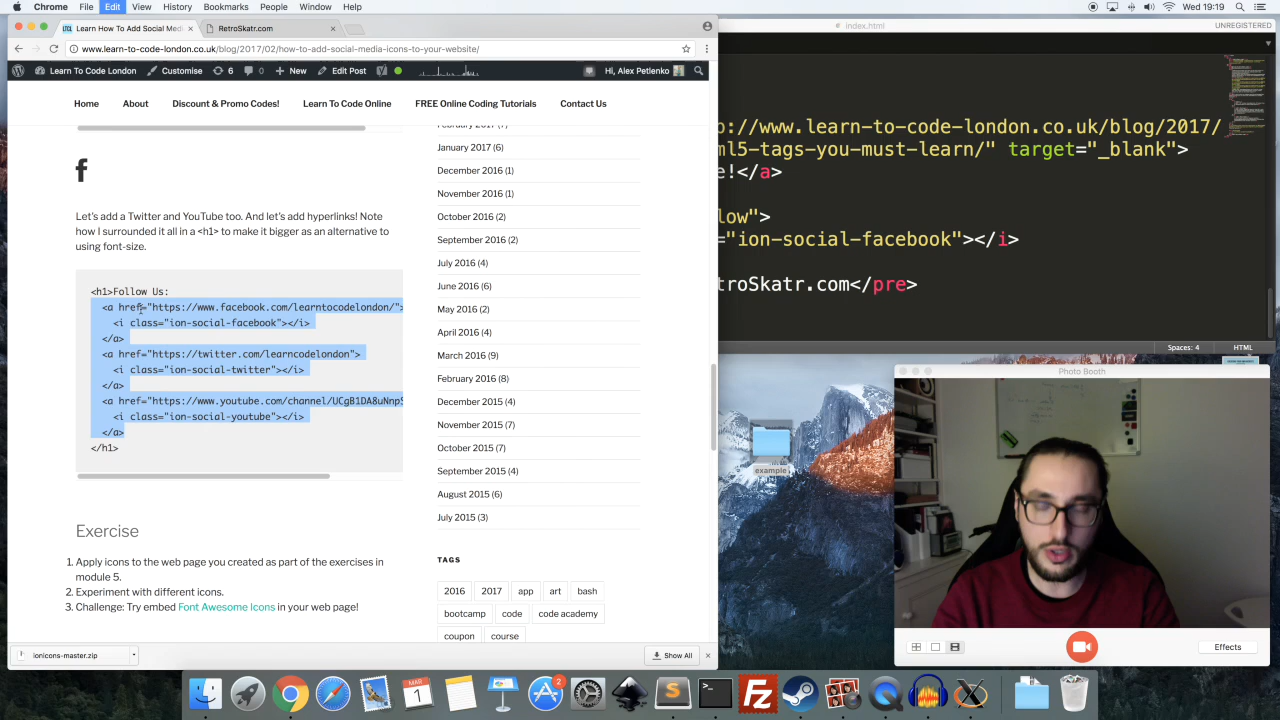 Chrome File Edit View History Bookmarks People Window Help
Wed 19:19
Learn How To Add Social Medi
RetroSkatr.com
www.learn-to-code-london.co.uk/blog/2017/02/how-to-add-social-media-icons-to-your-website/
Learn To Code London Customise 6 0 New Edit Post Hi, Alex Petlenko
Home About Discount & Promo Codes! Learn To Code Online FREE Online Coding Tutorials Contact Us
Let's add a Twitter and YouTube too. And let's add hyperlinks! Note
how I surrounded it all in a <h1> to make it bigger as an alternative to
using font-size.
<h1>Follow Us:
<a href="https://www.facebook.com/learntocodelondon/">
<i class="ion-social-facebook"></i>
</a>
<a href="https://twitter.com/learncodelondon">
<i class="ion-social-twitter"></i>
</a>
<a href="https://www.youtube.com/channel/UCgB1DA8uNnpS
<i class="ion-social-youtube"></i>
</a>
</h1>
Exercise
1. Apply icons to the web page you created as part of the exercises in
module 5.
2. Experiment with different icons.
3. Challenge: Try embed Font Awesome Icons in your web page!
February 2017 (7)
January 2017 (6)
December 2016 (1)
November 2016 (1)
October 2016 (2)
September 2016 (2)
July 2016 (4)
June 2016 (6)
May 2016 (2)
April 2016 (4)
March 2016 (9)
February 2016 (8)
December 2015 (4)
November 2015 (7)
October 2015 (7)
September 2015 (4)
August 2015 (6)
July 2015 (3)
TAGS
2016 2017 app art bash
bootcamp code code academy
coupon course
ionicons-master.zip
Show All
index.html
UNREGISTERED
p://www.learn-to-code-london.co.uk/blog/2017/
ml5-tags-you-must-learn/" target="_blank">
e!</a>
low">
="ion-social-facebook"></i>
troSkatr.com</pre>
Spaces: 4 HTML
example
Photo Booth
Effects
MAR
1
2